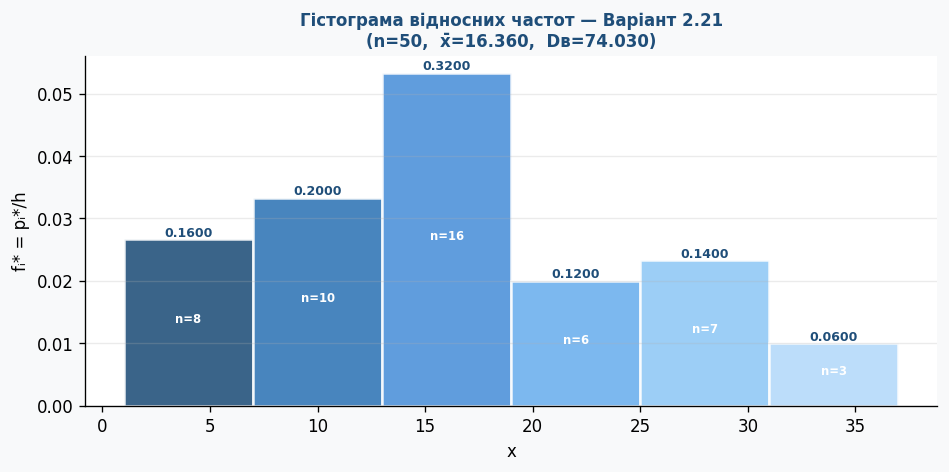 Гістограма відносних частот — Варіант 2.21
(n=50, x̄=16.360, Dв=74.030)
fᵢ* = pᵢ*/h
0.05
0.04
0.03
0.02
0.01
0.00
0.1600
0.2000
0.3200
0.1200
0.1400
0.0600
n=8
n=10
n=16
n=6
n=7
n=3
0
5
10
15
20
25
30
35
x